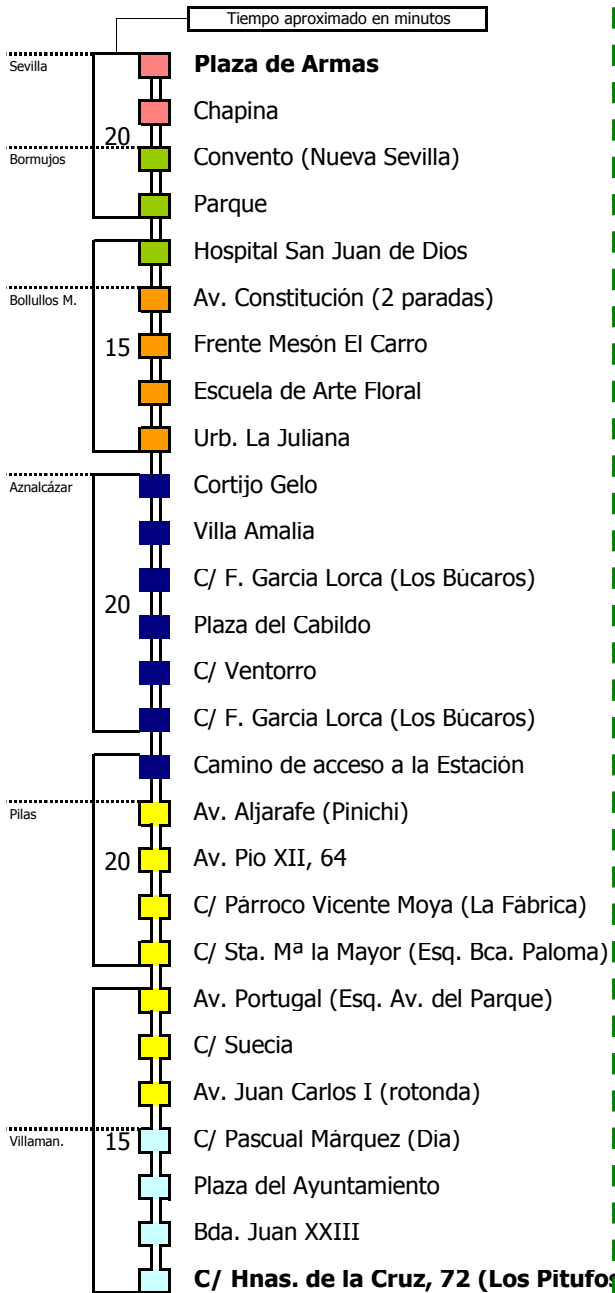 Tiempo aproximado en minutos
Sevilla
Plaza de Armas
Chapina
20
Bormujos
Convento (Nueva Sevilla)
Parque
Hospital San Juan de Dios
Bollullos M.
Av. Constitución (2 paradas)
15
Frente Mesón El Carro
Escuela de Arte Floral
Urb. La Juliana
Aznalcázar
Cortijo Gelo
Villa Amalia
C/ F. García Lorca (Los Búcaros)
20
Plaza del Cabildo
C/ Ventorro
C/ F. García Lorca (Los Búcaros)
Camino de acceso a la Estación
Pilas
Av. Aljarafe (Pinichi)
20
Av. Pio XII, 64
C/ Párroco Vicente Moya (La Fábrica)
C/ Sta. Mª la Mayor (Esq. Bca. Paloma)
Av. Portugal (Esq. Av. del Parque)
C/ Suecia
Av. Juan Carlos I (rotonda)
Villaman.
15
C/ Pascual Márquez (Dia)
Plaza del Ayuntamiento
Bda. Juan XXIII
C/ Hnas. de la Cruz, 72 (Los Pitufos